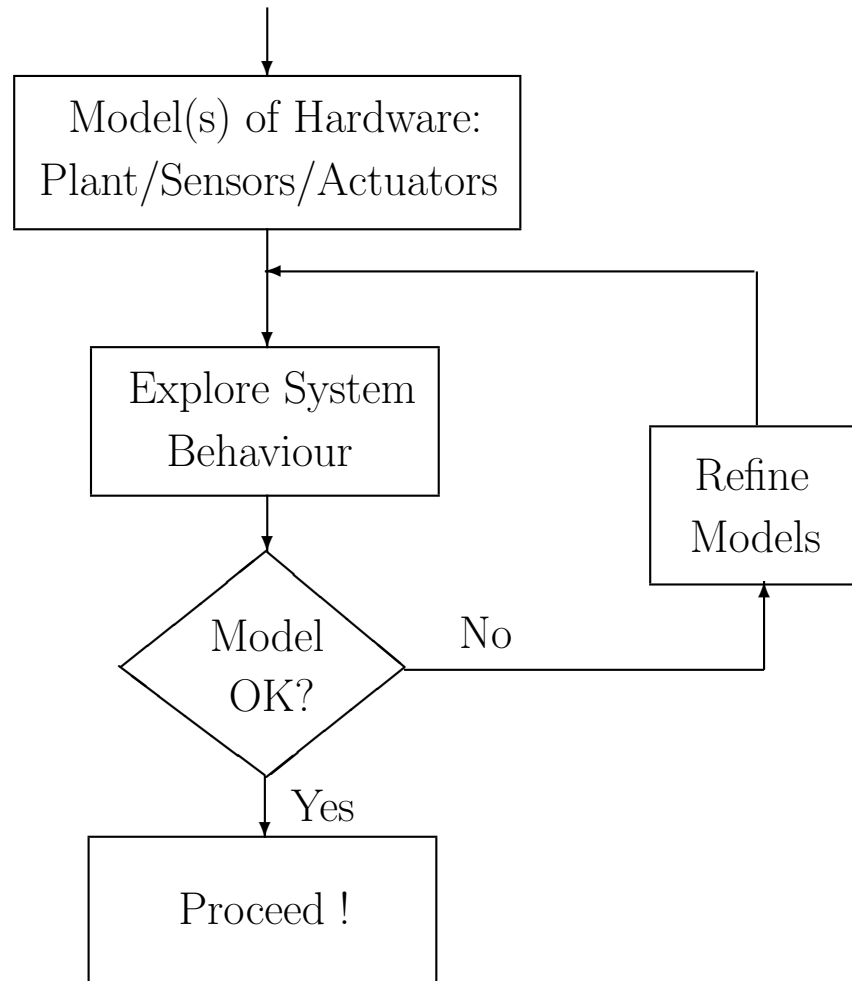 Model(s) of Hardware:
Plant/Sensors/Actuators
Explore System
Behaviour
Refine
Models
Model
OK?
No
Yes
Proceed !